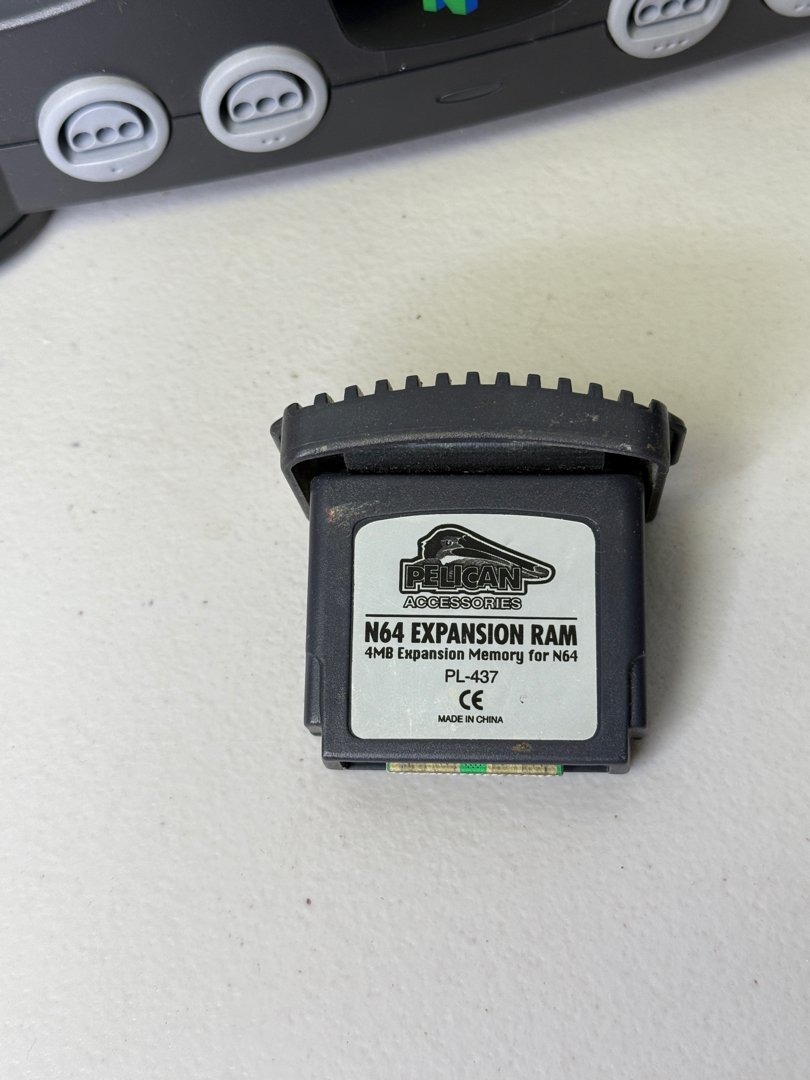 PELICAN
ACCESSORIES
N64 EXPANSION RAM
4MB Expansion Memory for N64
PL-437
CE
MADE IN CHINA